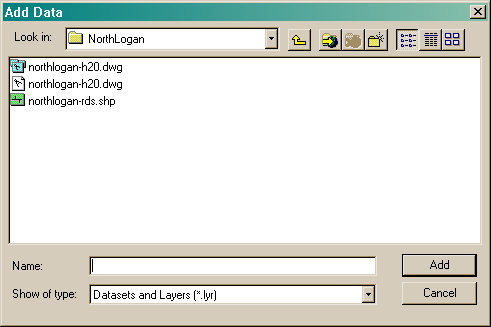 Add Data
Look in: NorthLogan
northlogan-h20.dwg
northlogan-h20.dwg
northlogan-rds.shp
Name: Add
Show of type: Datasets and Layers (*.lyr) Cancel